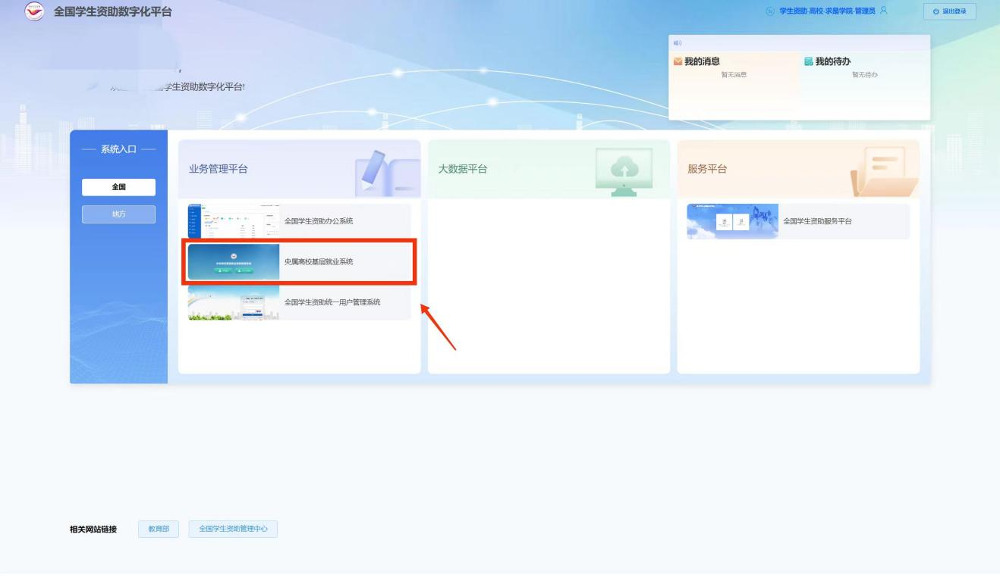 全国学生资助数字化平台
学生资助-高校-求是学院-管理员
退出登录
学生资助数字化平台!
我的消息
暂无消息
我的待办
暂无待办
系统入口
全国
地方
业务管理平台
全国学生资助办公系统
央属高校基层就业系统
全国学生资助统一用户管理系统
大数据平台
服务平台
全国学生资助服务平台
相关网站链接
教育部
全国学生资助管理中心